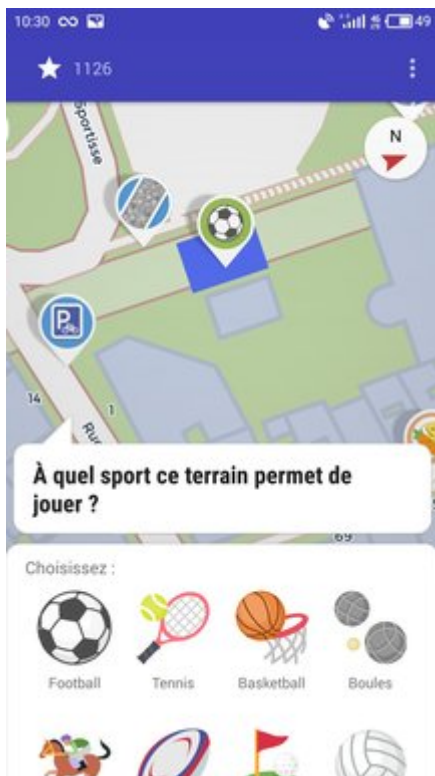 10:30
49
1126
N
Sportisse
P
14
1
Rue
À quel sport ce terrain permet de
jouer ?
69
Choisissez :
Football
Tennis
Basketball
Boules